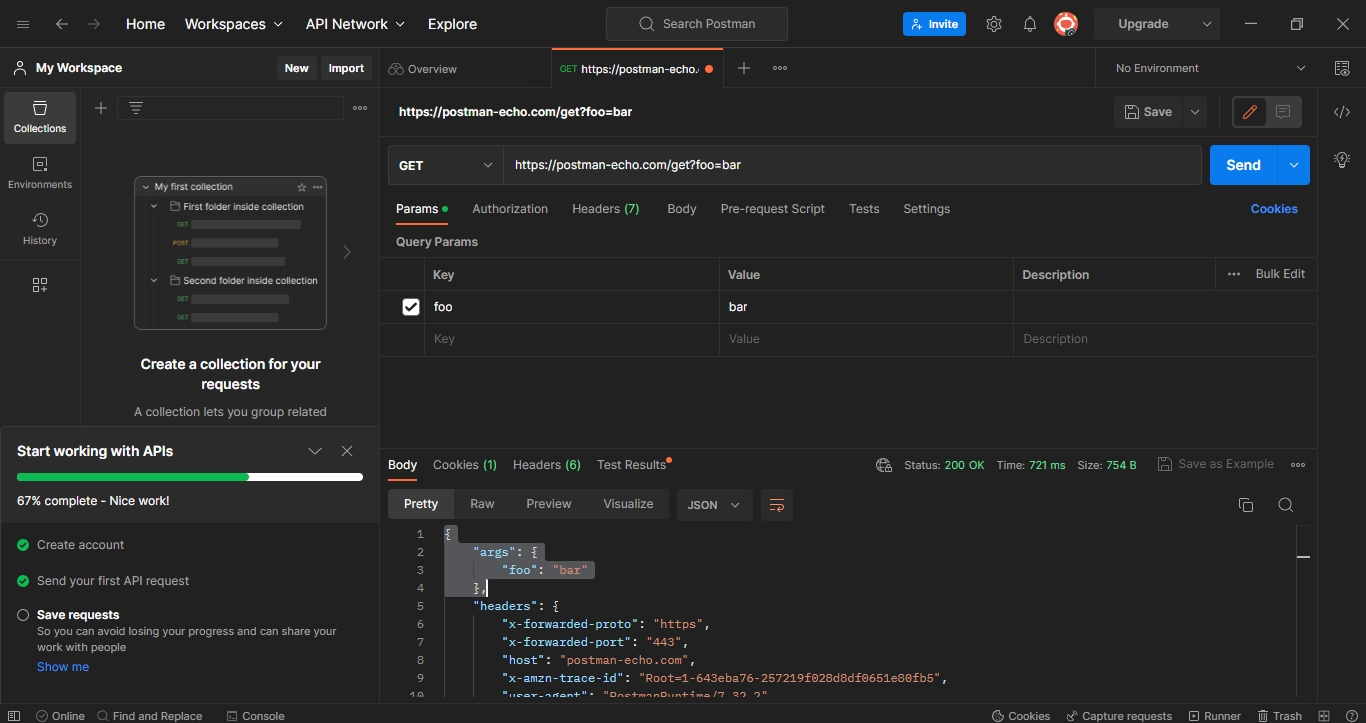 Home
Workspaces
API Network
Explore
Search Postman
Invite
Upgrade
My Workspace
New
Import
Overview
GET https://postman-echo.
No Environment
Collections
Environments
History
My first collection
First folder inside collection
GET
POST
GET
Second folder inside collection
GET
GET
Create a collection for your
requests
A collection lets you group related
https://postman-echo.com/get?foo=bar
Save
GET
https://postman-echo.com/get?foo=bar
Send
Params
Authorization
Headers (7)
Body
Pre-request Script
Tests
Settings
Cookies
Query Params
Key
Value
Description
Bulk Edit
foo
bar
Key
Value
Description
Start working with APIs
67% complete - Nice work!
Create account
Send your first API request
Save requests
So you can avoid losing your progress and can share your
work with people
Show me
Body
Cookies (1)
Headers (6)
Test Results
Status: 200 OK
Time: 721 ms
Size: 754 B
Save as Example
Pretty
Raw
Preview
Visualize
JSON
1 {
2 "args": {
3 "foo": "bar"
4 },
5 "headers": {
6 "x-forwarded-proto": "https",
7 "x-forwarded-port": "443",
8 "host": "postman-echo.com",
9 "x-amzn-trace-id": "Root=1-643eba76-257219f028d8df0651e80fb5",
10 "user-agent": "PostmanRuntime/7.32.2"
Online
Find and Replace
Console
Cookies
Capture requests
Runner
Trash